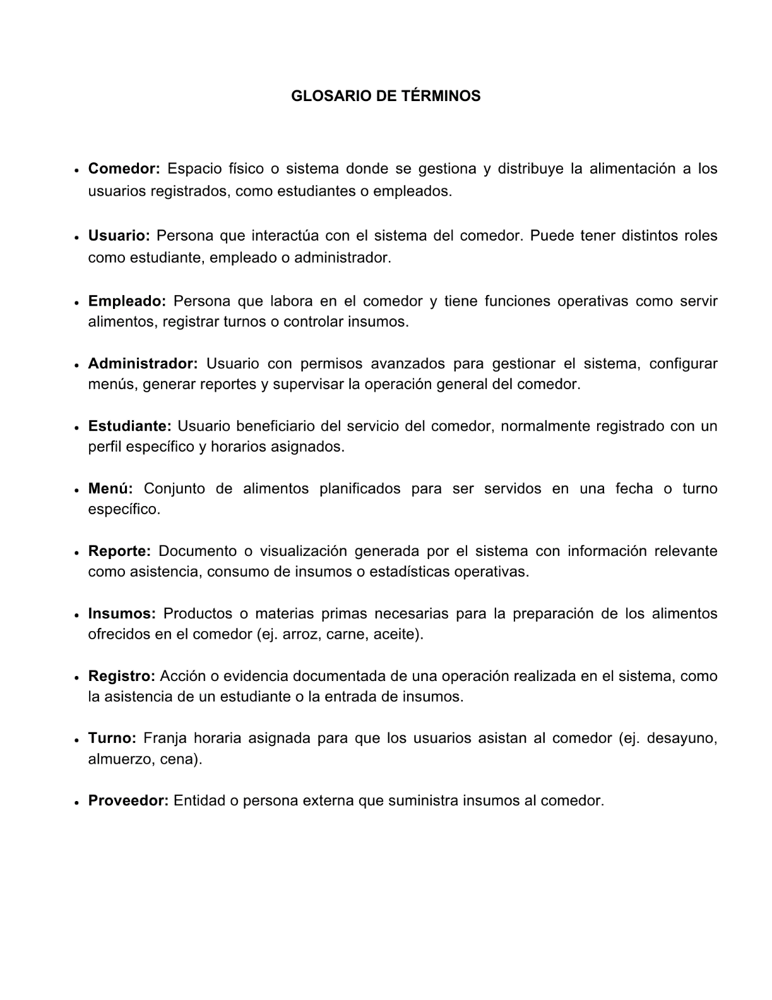 GLOSARIO DE TÉRMINOS
• Comedor: Espacio físico o sistema donde se gestiona y distribuye la alimentación a los
usuarios registrados, como estudiantes o empleados.
• Usuario: Persona que interactúa con el sistema del comedor. Puede tener distintos roles
como estudiante, empleado o administrador.
• Empleado: Persona que labora en el comedor y tiene funciones operativas como servir
alimentos, registrar turnos o controlar insumos.
• Administrador: Usuario con permisos avanzados para gestionar el sistema, configurar
menús, generar reportes y supervisar la operación general del comedor.
• Estudiante: Usuario beneficiario del servicio del comedor, normalmente registrado con un
perfil específico y horarios asignados.
• Menú: Conjunto de alimentos planificados para ser servidos en una fecha o turno
específico.
• Reporte: Documento o visualización generada por el sistema con información relevante
como asistencia, consumo de insumos o estadísticas operativas.
• Insumos: Productos o materias primas necesarias para la preparación de los alimentos
ofrecidos en el comedor (ej. arroz, carne, aceite).
• Registro: Acción o evidencia documentada de una operación realizada en el sistema, como
la asistencia de un estudiante o la entrada de insumos.
• Turno: Franja horaria asignada para que los usuarios asistan al comedor (ej. desayuno,
almuerzo, cena).
• Proveedor: Entidad o persona externa que suministra insumos al comedor.